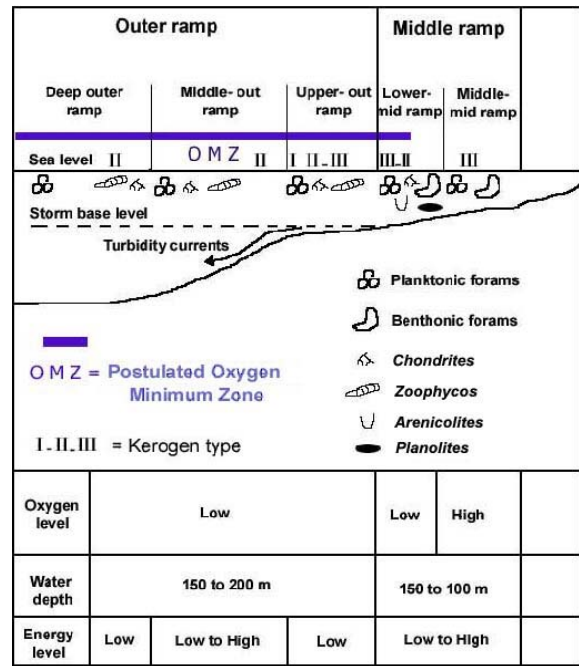 Outer ramp Middle ramp
Deep outer ramp Middle- out ramp Upper- out ramp Lower- mid ramp Middle- mid ramp
Sea level II O M Z II I II-III III-II III
Storm base level
Turbidity currents
Planktonic forams
Benthonic forams
Chondrites
O M Z = Postulated Oxygen
Minimum Zone
Zoophycos
Arenicolites
I-II-III = Kerogen type
Planolites
Oxygen level Low Low High
Water depth 150 to 200 m 150 to 100 m
Energy level Low Low to High Low Low to High